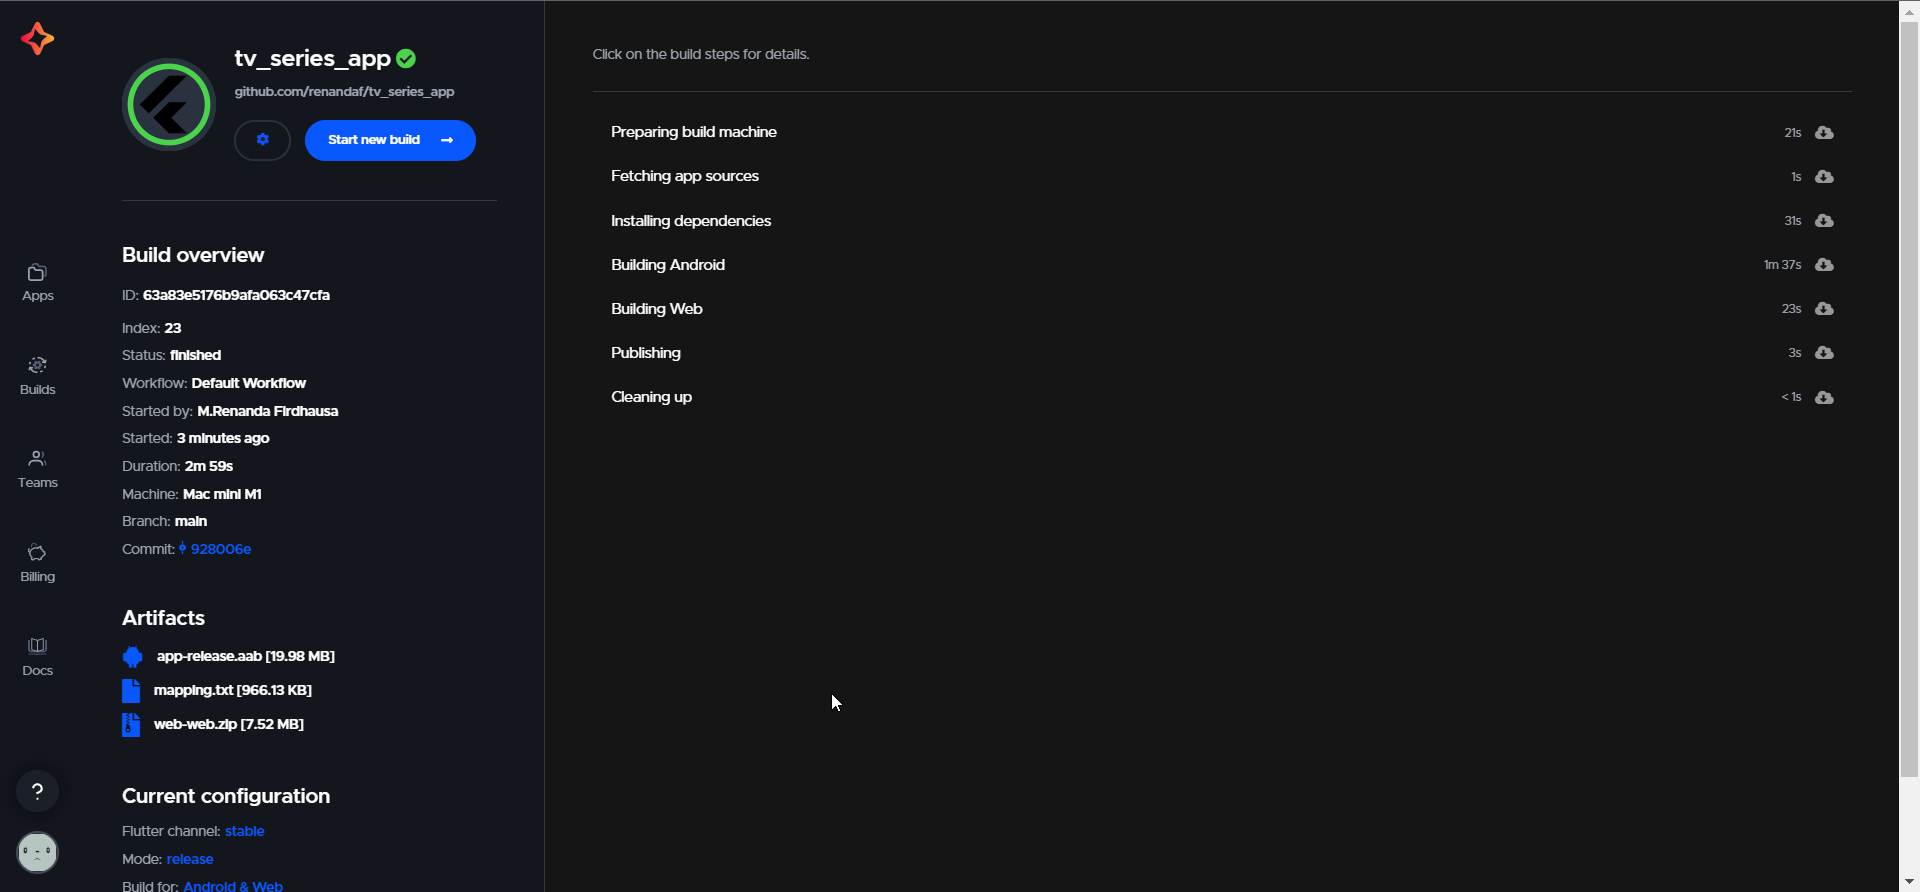 tv_series_app
github.com/renandaf/tv_series_app
Start new build →
Apps
Builds
Teams
Billing
Docs
?
Build overview
ID: 63a83e5176b9afa063c47cfa
Index: 23
Status: finished
Workflow: Default Workflow
Started by: M.Renanda Firdhausa
Started: 3 minutes ago
Duration: 2m 59s
Machine: Mac mini M1
Branch: main
Commit: 928006e
Artifacts
app-release.aab [19.98 MB]
mapping.txt [966.13 KB]
web-web.zip [7.52 MB]
Current configuration
Flutter channel: stable
Mode: release
Build for: Android & Web
Click on the build steps for details.
Preparing build machine 21s
Fetching app sources 1s
Installing dependencies 31s
Building Android 1m 37s
Building Web 23s
Publishing 3s
Cleaning up < 1s